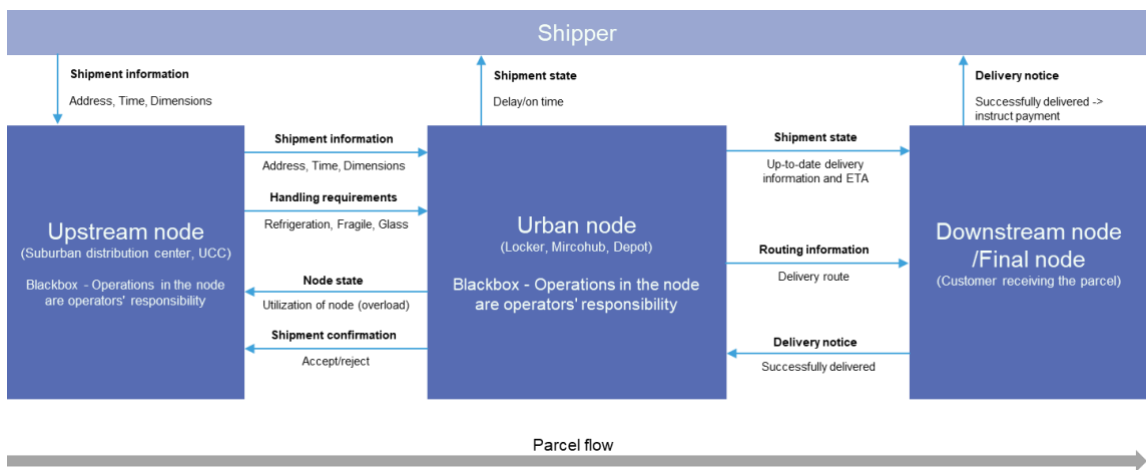 Shipper
Shipment information
Address, Time, Dimensions
Shipment state
Delay/on time
Delivery notice
Successfully delivered ->
instruct payment
Upstream node
(Suburban distribution center, UCC)
Blackbox - Operations in the node
are operators' responsibility
Shipment information
Address, Time, Dimensions
Handling requirements
Refrigeration, Fragile, Glass
Node state
Utilization of node (overload)
Shipment confirmation
Accept/reject
Urban node
(Locker, Mircohub, Depot)
Blackbox - Operations in the node
are operators' responsibility
Shipment state
Up-to-date delivery
information and ETA
Routing information
Delivery route
Delivery notice
Successfully delivered
Downstream node
/Final node
(Customer receiving the parcel)
Parcel flow